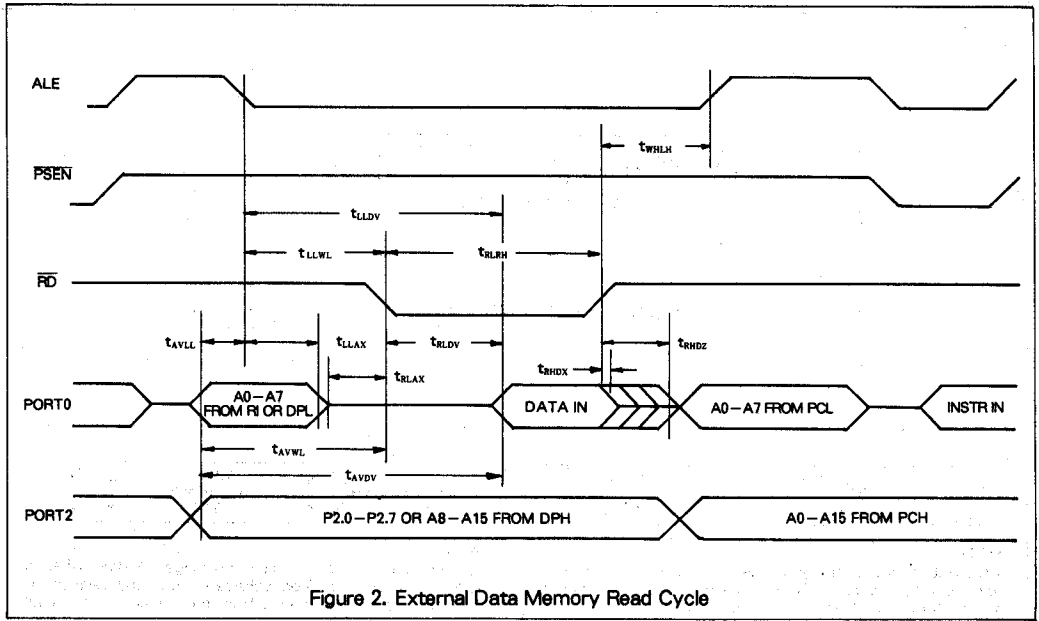 ALE
tWHLH
PSEN
tLLDV
tLLWL
tRLRH
RD
tAVLL
tLLAX
tRLDV
tRHDZ
tRHDX
tRLAX
PORT0
A0-A7
FROM RI OR DPL
DATA IN
A0-A7 FROM PCL
INSTR IN
tAVWL
tAVDV
PORT2
P2.0-P2.7 OR A8-A15 FROM DPH
A0-A15 FROM PCH
Figure 2. External Data Memory Read Cycle